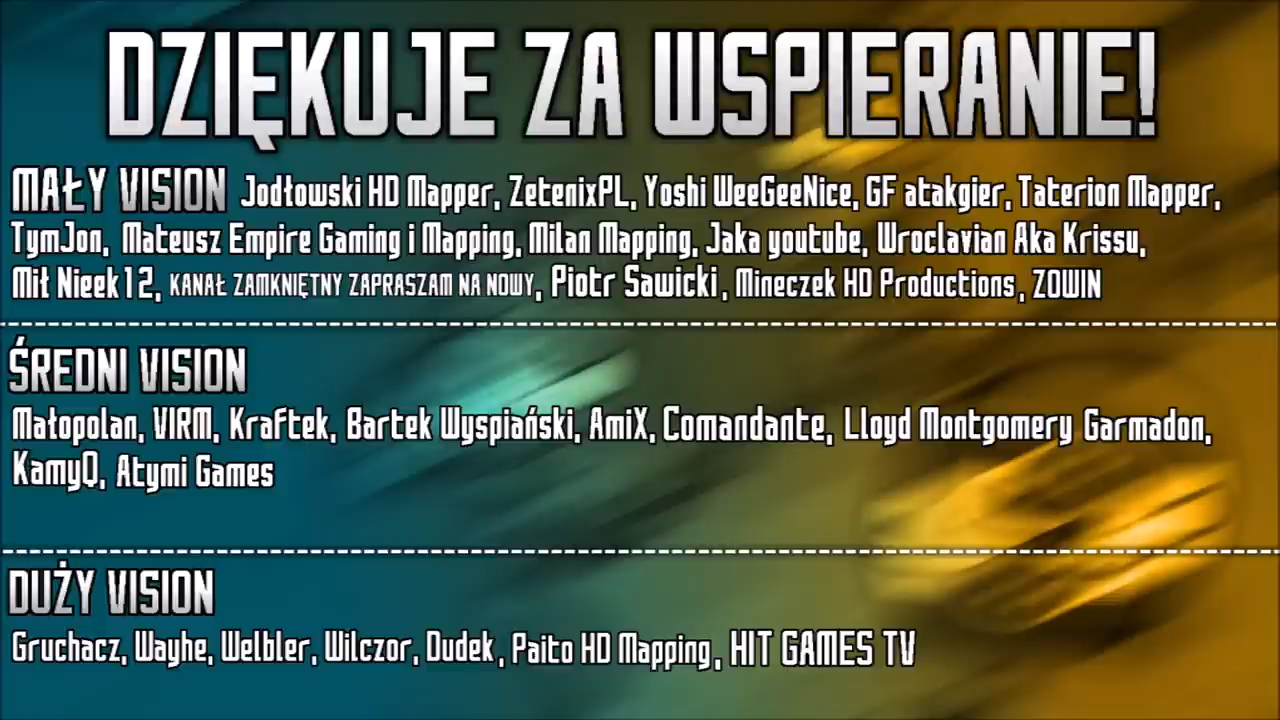 DZIĘKUJE ZA WSPIERANIE!
MAŁY VISION Jodłowski HD Mapper, ZetenixPL, Yoshi WeeGeeNice, GF atakgier, Taterion Mapper,
TymJon, Mateusz Empire Gaming i Mapping, Milan Mapping, Jaka youtube, Wroclavian Aka Krissu,
Mit Nieek12, KANAŁ ZAMKNIĘTNY ZAPRASZAM NA NOWY, Piotr Sawicki, Mineczek HD Productions, ZOWIN
ŚREDNI VISION
Małopolan, VIRM, Kraftek, Bartek Wyspiański, AmiX, Comandante, Lloyd Montgomery Garmadon,
KamyQ, Atymi Games
DUŻY VISION
Gruchacz, Wayhe, Welbler, Wilczor, Dudek, Paito HD Mapping, HIT GAMES TV